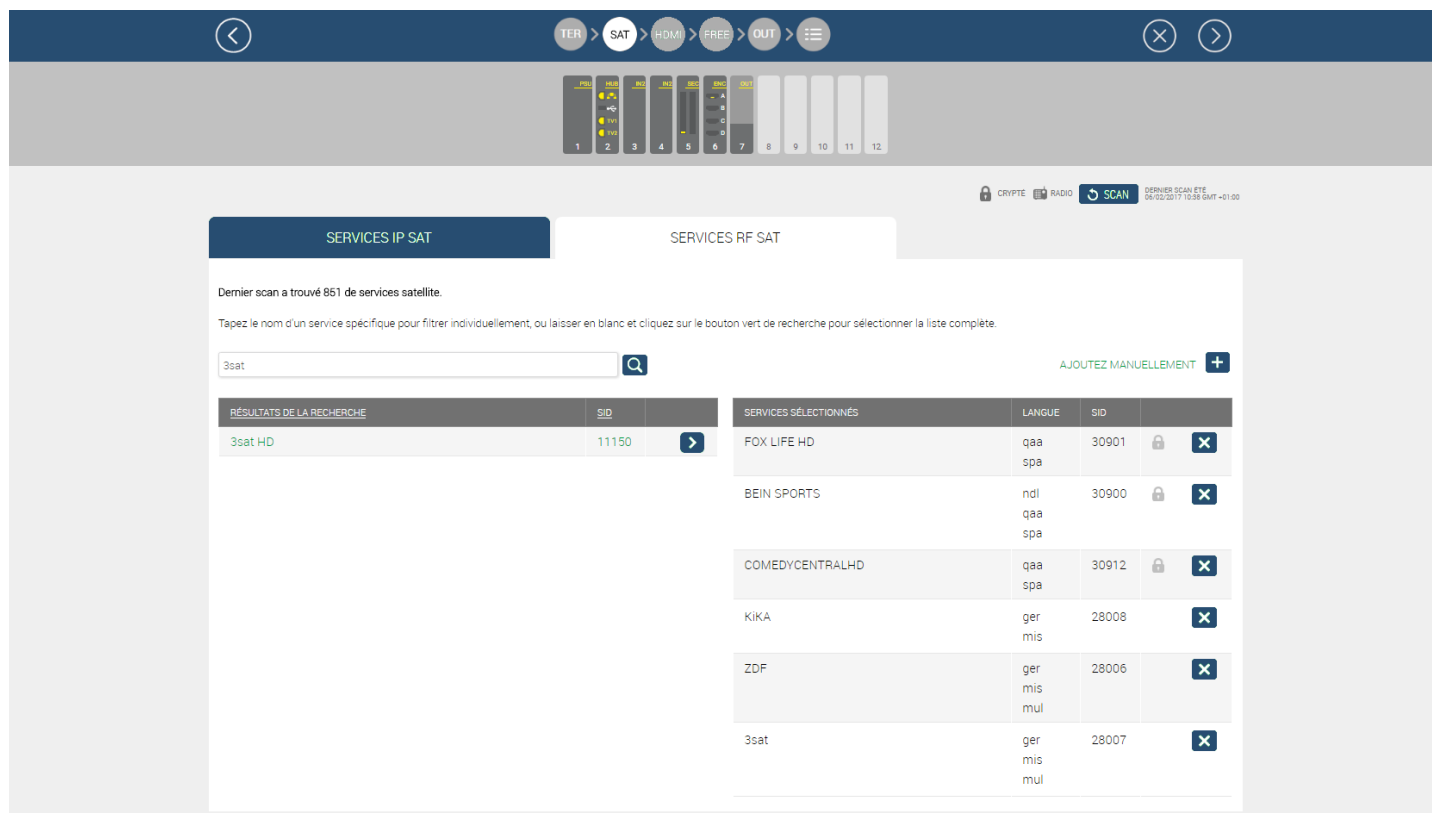 TER > SAT > HDMI > FREE > OUT >
PSU HUB IN2 IN2 SEC ENC OUT
A
B
TV1 C
TV2 D
1 2 3 4 5 6 7 8 9 10 11 12
CRYPTÉ RADIO SCAN DERNIER SCAN ÉTÉ
06/02/2017 10:38 GMT +01:00
SERVICES IP SAT SERVICES RF SAT
Dernier scan a trouvé 851 de services satellite.
Tapez le nom d'un service spécifique pour filtrer individuellement, ou laisser en blanc et cliquez sur le bouton vert de recherche pour sélectionner la liste complète.
3sat AJOUTEZ MANUELLEMENT +
RÉSULTATS DE LA RECHERCHE SID SERVICES SÉLECTIONNÉS LANGUE SID
3sat HD 11150 FOX LIFE HD qaa 30901
spa
BEIN SPORTS ndl 30900
qaa
spa
COMEDYCENTRALHD qaa 30912
spa
KiKA ger 28008
mis
ZDF ger 28006
mis
mul
3sat ger 28007
mis
mul